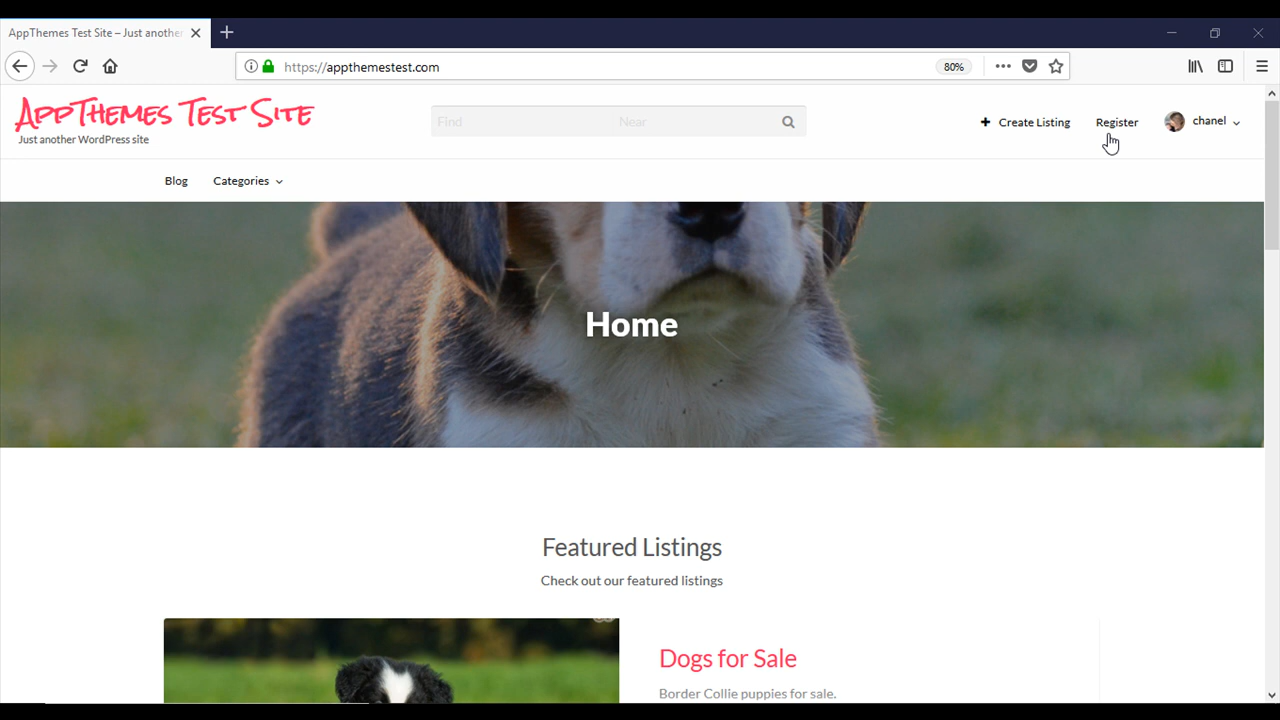 AppThemes Test Site – Just another
https://appthemestest.com
80%
AppThemes Test Site
Just another WordPress site
Find
Near
Create Listing
Register
chanel
Blog
Categories
Home
Featured Listings
Check out our featured listings
Dogs for Sale
Border Collie puppies for sale.